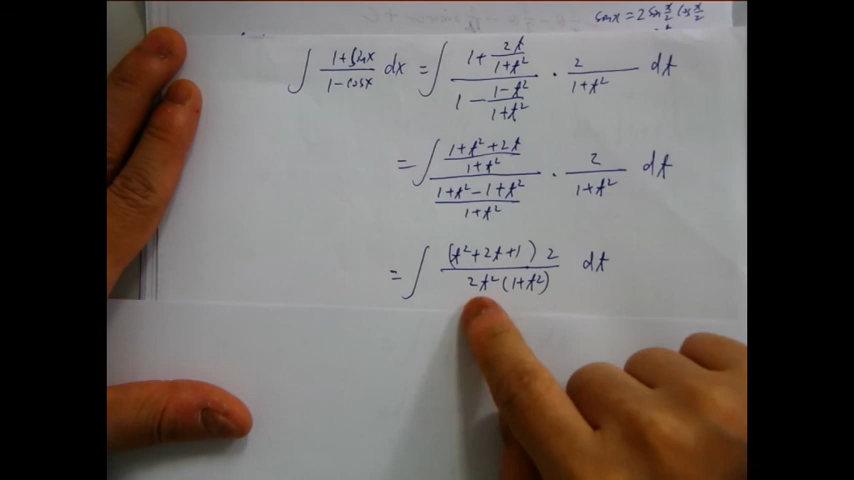 sinx = 2 sin x/2 cos x/2
∫ (1+sinx)/(1-cosx) dx = ∫ (1 + 2t/(1+t²))/(1 - (1-t²)/(1+t²)) · 2/(1+t²) dt
= ∫ ((1+t²+2t)/(1+t²))/((1+t²-1+t²)/(1+t²)) · 2/(1+t²) dt
= ∫ ((t²+2t+1) 2)/(2t²(1+t²)) dt